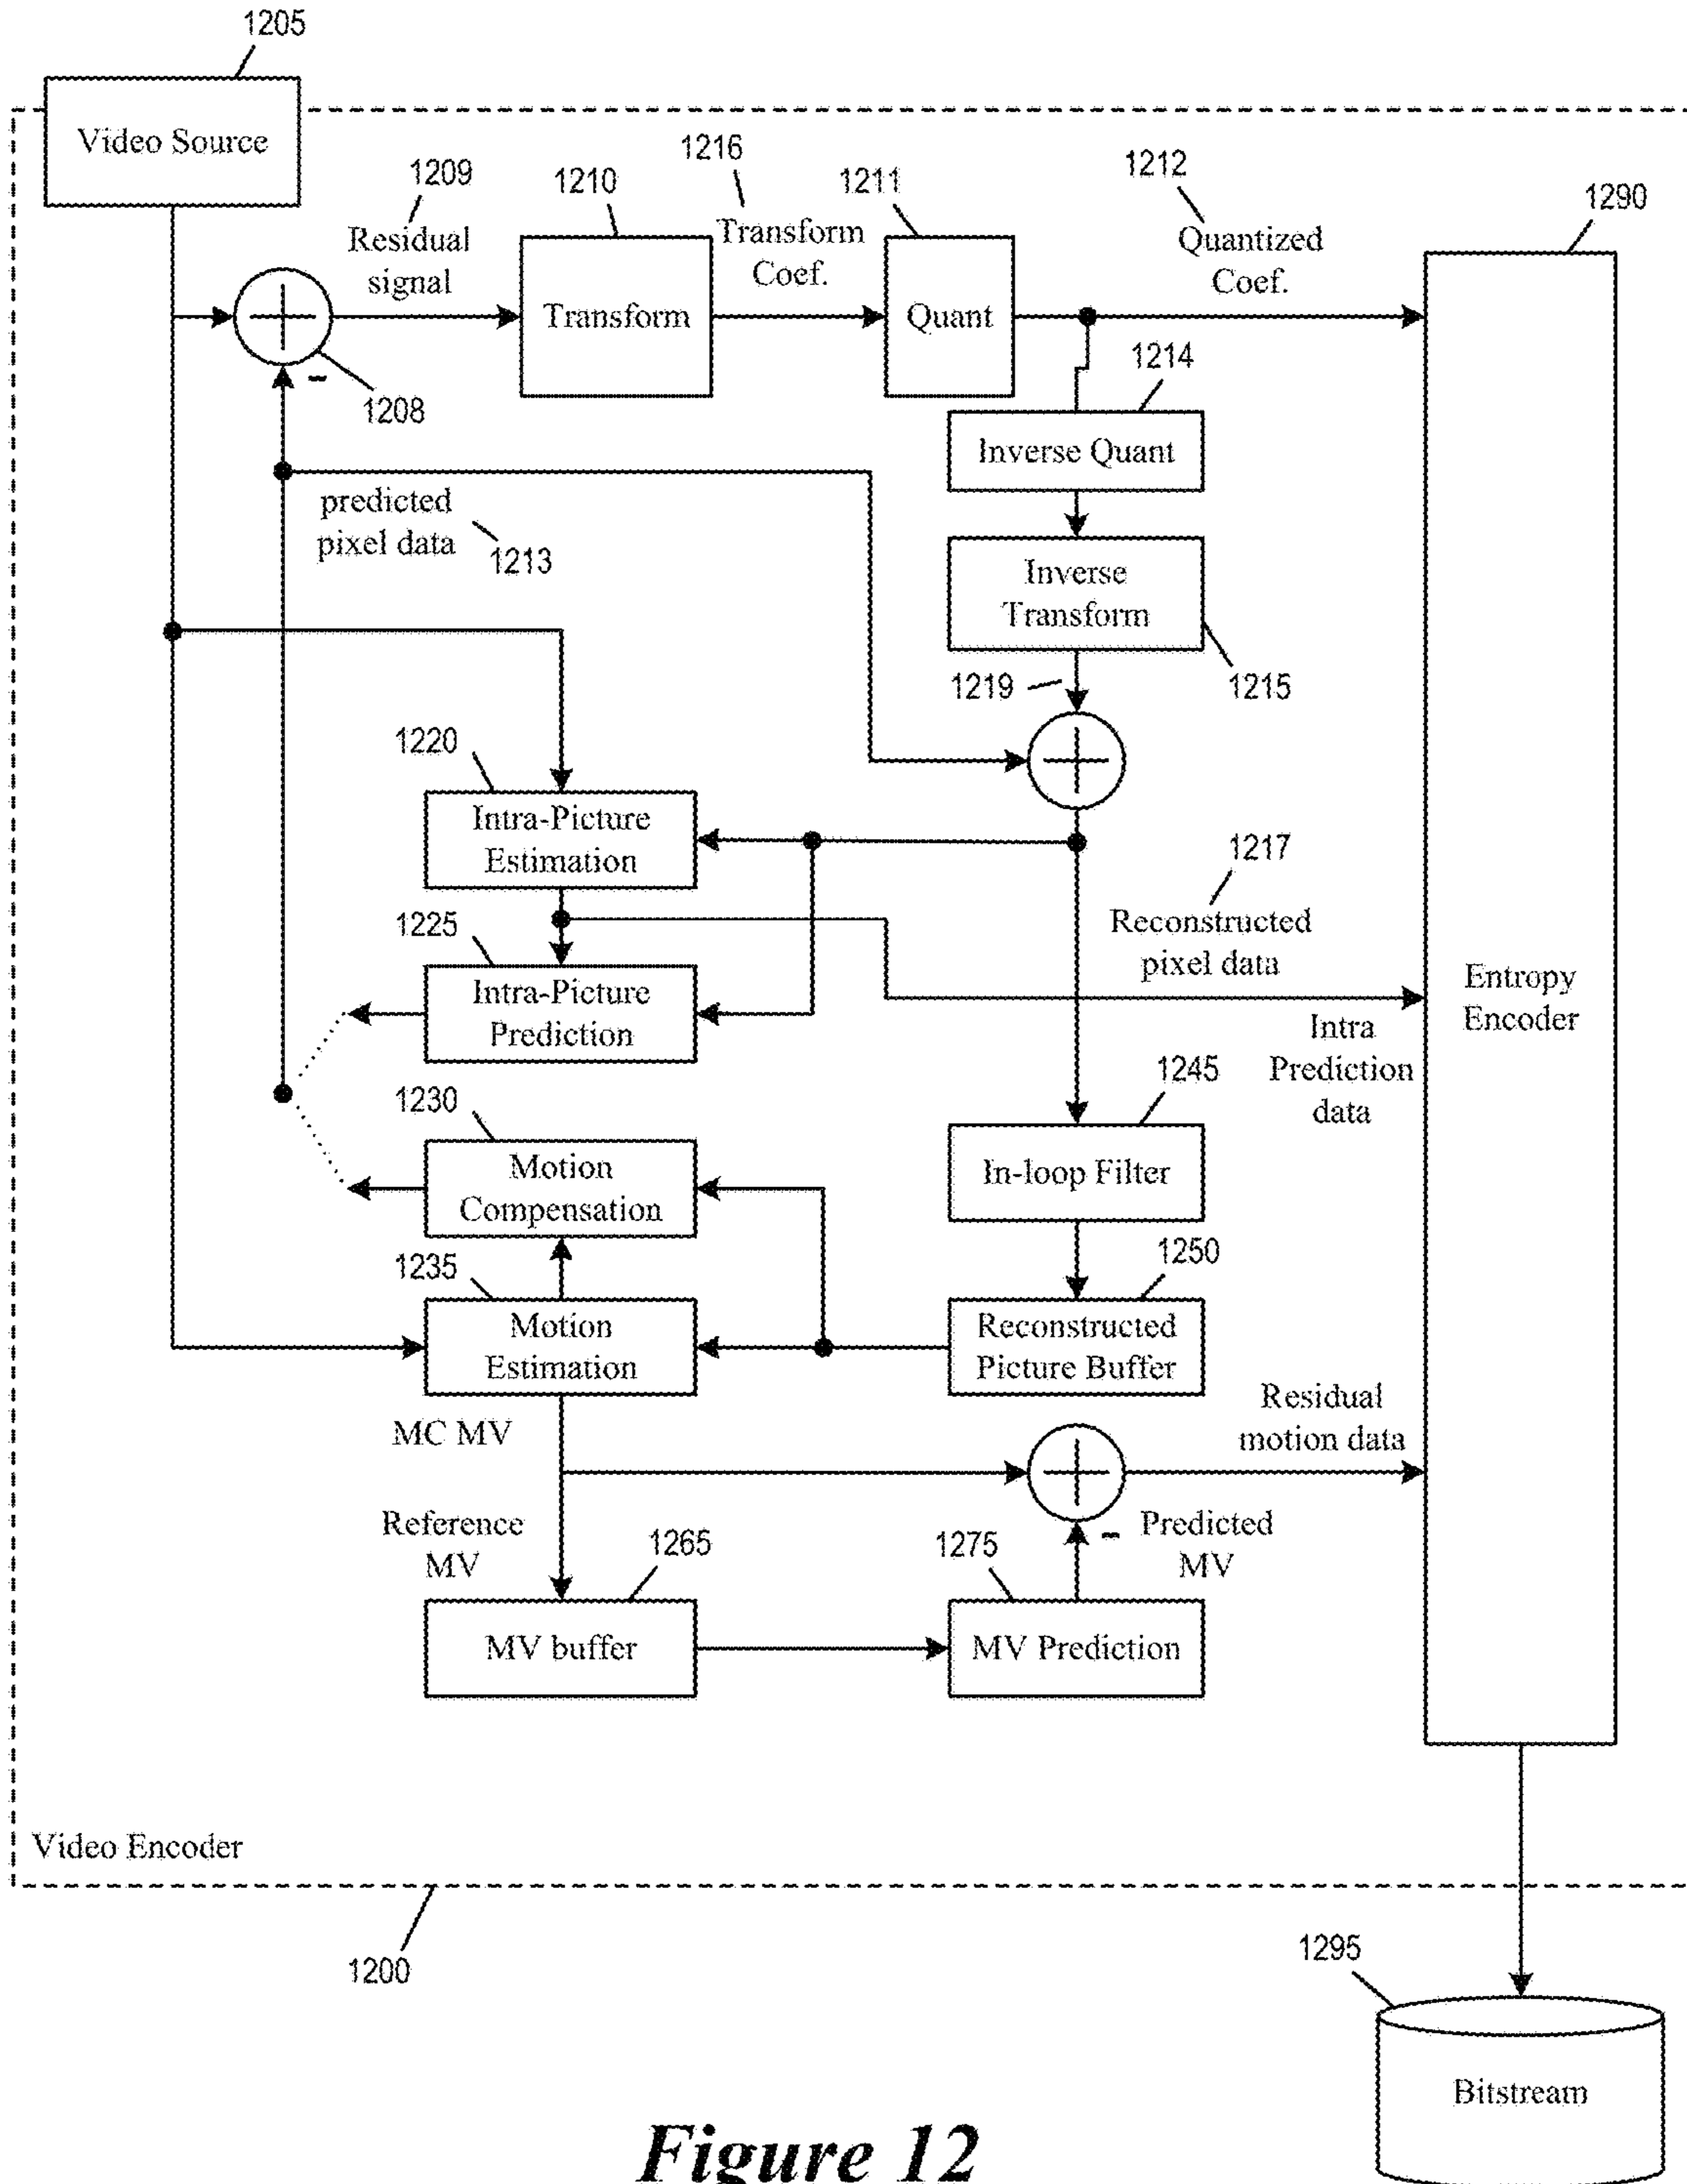 1205
Video Source
1209
Residual
signal
1210
Transform
1216
Transform
Coef.
1211
Quant
1212
Quantized
Coef.
1290
-
1208
1214
Inverse Quant
predicted
pixel data
1213
Inverse
Transform
1219
1215
1220
Intra-Picture
Estimation
1217
Reconstructed
pixel data
1225
Intra-Picture
Prediction
Entropy
Encoder
Intra
Prediction
data
1230
Motion
Compensation
1245
In-loop Filter
1235
Motion
Estimation
1250
Reconstructed
Picture Buffer
MC MV
Residual
motion data
Reference
MV
1265
MV buffer
1275
MV Prediction
-
Predicted
MV
Video Encoder
1200
1295
Bitstream
Figure 12